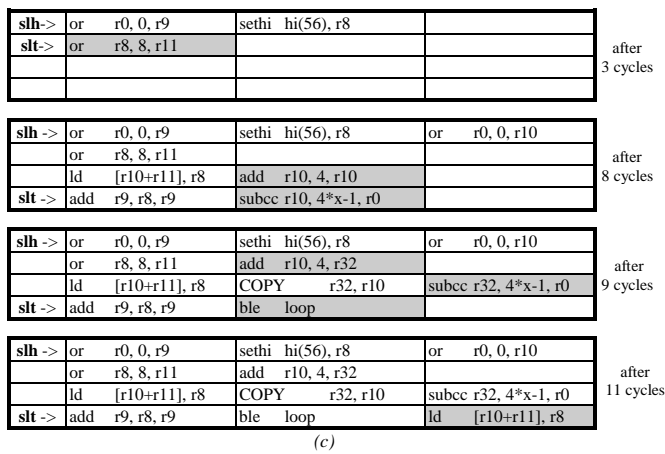 slh-> or r0, 0, r9 sethi hi(56), r8
slt-> or r8, 8, r11
after
3 cycles
slh -> or r0, 0, r9 sethi hi(56), r8 or r0, 0, r10
or r8, 8, r11
ld [r10+r11], r8 add r10, 4, r10
slt -> add r9, r8, r9 subcc r10, 4*x-1, r0
after
8 cycles
slh -> or r0, 0, r9 sethi hi(56), r8 or r0, 0, r10
or r8, 8, r11 add r10, 4, r32
ld [r10+r11], r8 COPY r32, r10 subcc r32, 4*x-1, r0
slt -> add r9, r8, r9 ble loop
after
9 cycles
slh -> or r0, 0, r9 sethi hi(56), r8 or r0, 0, r10
or r8, 8, r11 add r10, 4, r32
ld [r10+r11], r8 COPY r32, r10 subcc r32, 4*x-1, r0
slt -> add r9, r8, r9 ble loop ld [r10+r11], r8
after
11 cycles
(c)